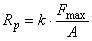 R_p = k · F_max / A